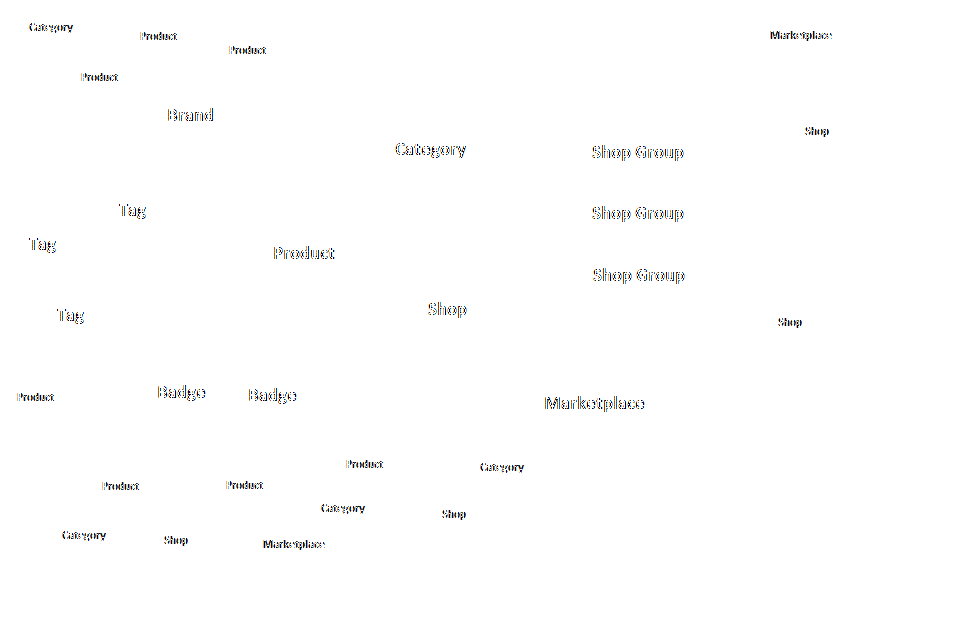 Category
Product
Marketplace
Product
Product
Brand
Shop
Category
Shop Group
Tag
Shop Group
Tag
Product
Shop Group
Shop
Tag
Shop
Badge
Badge
Product
Marketplace
Product
Category
Product
Product
Category
Shop
Category
Shop
Marketplace